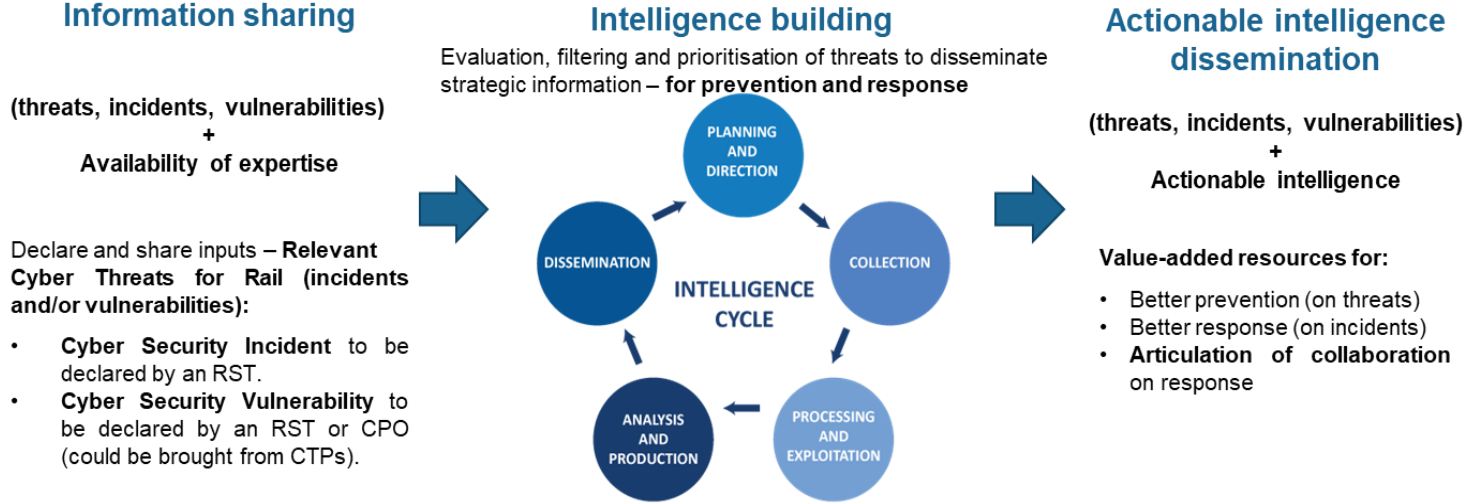 Information sharing
(threats, incidents, vulnerabilities)
+
Availability of expertise
Declare and share inputs – Relevant
Cyber Threats for Rail (incidents
and/or vulnerabilities):
• Cyber Security Incident to be
declared by an RST.
• Cyber Security Vulnerability to
be declared by an RST or CPO
(could be brought from CTPs).
Intelligence building
Evaluation, filtering and prioritisation of threats to disseminate
strategic information – for prevention and response
PLANNING
AND
DIRECTION
COLLECTION
PROCESSING
AND
EXPLOITATION
ANALYSIS
AND
PRODUCTION
DISSEMINATION
INTELLIGENCE
CYCLE
Actionable intelligence
dissemination
(threats, incidents, vulnerabilities)
+
Actionable intelligence
Value-added resources for:
• Better prevention (on threats)
• Better response (on incidents)
• Articulation of collaboration
on response